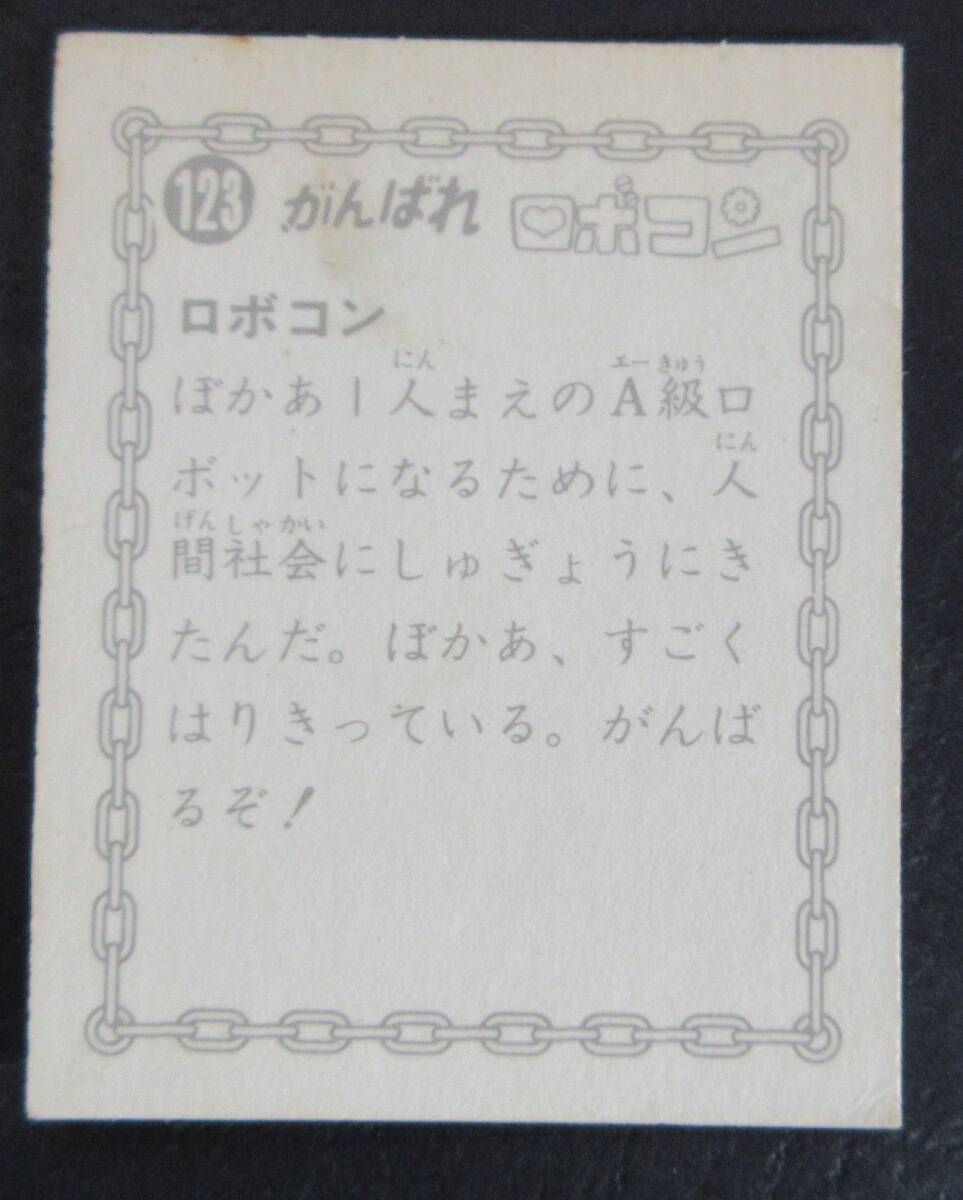 123 がんばれ ロボコン
ロボコン
ぼかあ1人まえのA級ロ
ボットになるために、人
間社会にしゅぎょうにき
たんだ。ぼかあ、すごく
はりきっている。がんば
るぞ!